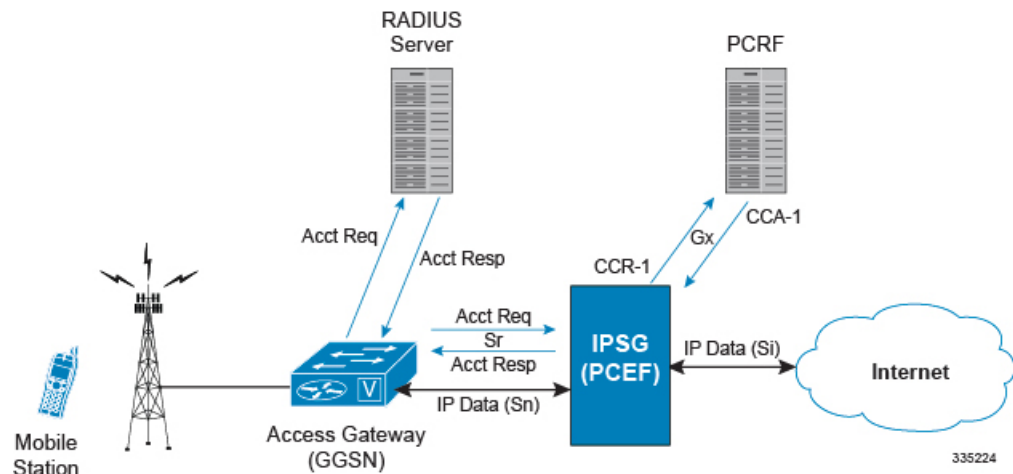 RADIUS
Server
PCRF
Acct Req
Acct Resp
CCR-1
Gx
CCA-1
Acct Req
Sr
Acct Resp
IPSG
(PCEF)
IP Data (Si)
Internet
IP Data (Sn)
V
Access Gateway
(GGSN)
Mobile
Station
335224